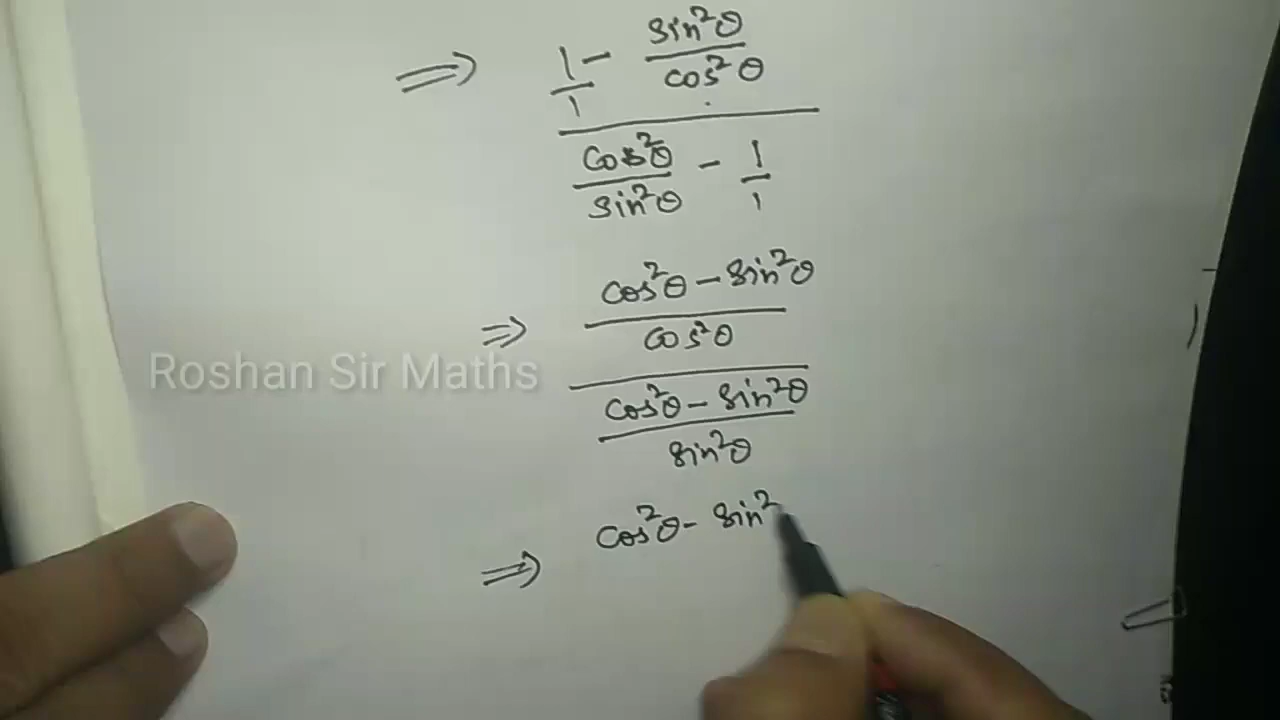 ⇒ 1/1 - sin²θ/cos²θ
cos²θ/sin²θ - 1/1
⇒ cos²θ - sin²θ
cos²θ
cos²θ - sin²θ
sin²θ
Roshan Sir Maths
⇒ cos²θ - sin²